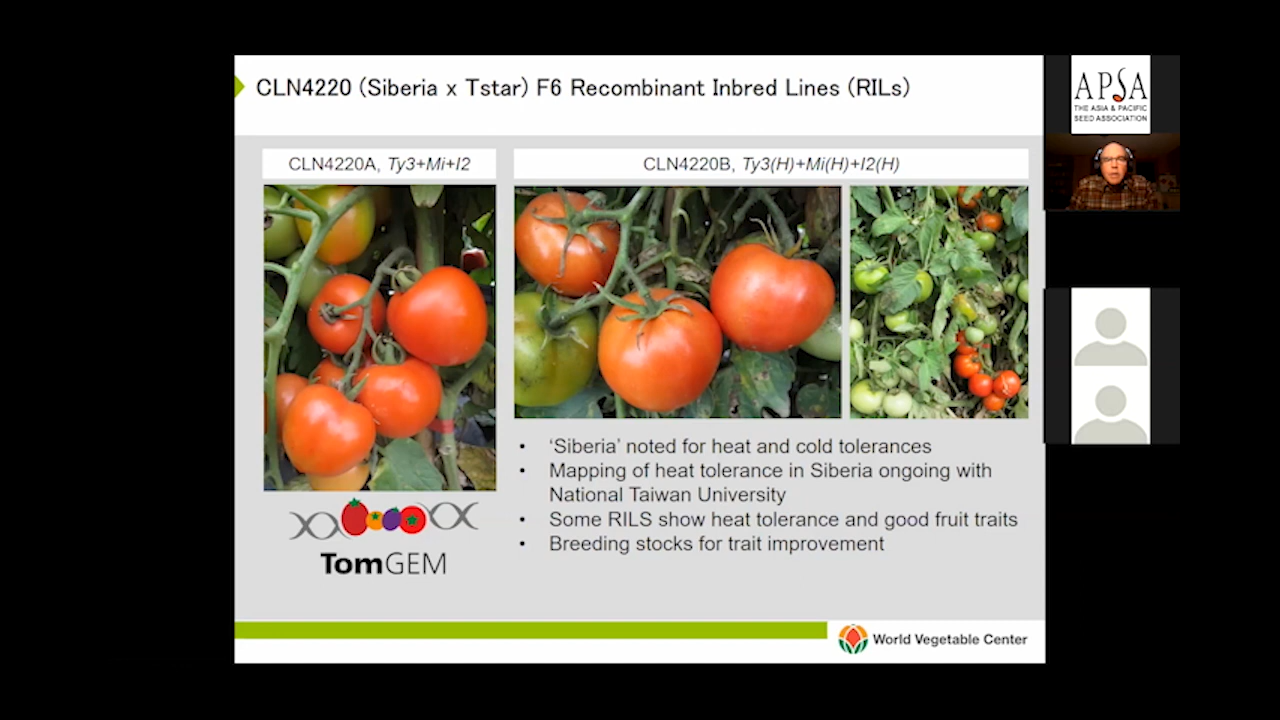 CLN4220 (Siberia x Tstar) F6 Recombinant Inbred Lines (RILs)
CLN4220A, Ty3+Mi+I2
CLN4220B, Ty3(H)+Mi(H)+I2(H)
• ‘Siberia’ noted for heat and cold tolerances
• Mapping of heat tolerance in Siberia ongoing with
National Taiwan University
• Some RILS show heat tolerance and good fruit traits
• Breeding stocks for trait improvement
TomGEM
World Vegetable Center
APSA
THE ASIA & PACIFIC
SEED ASSOCIATION